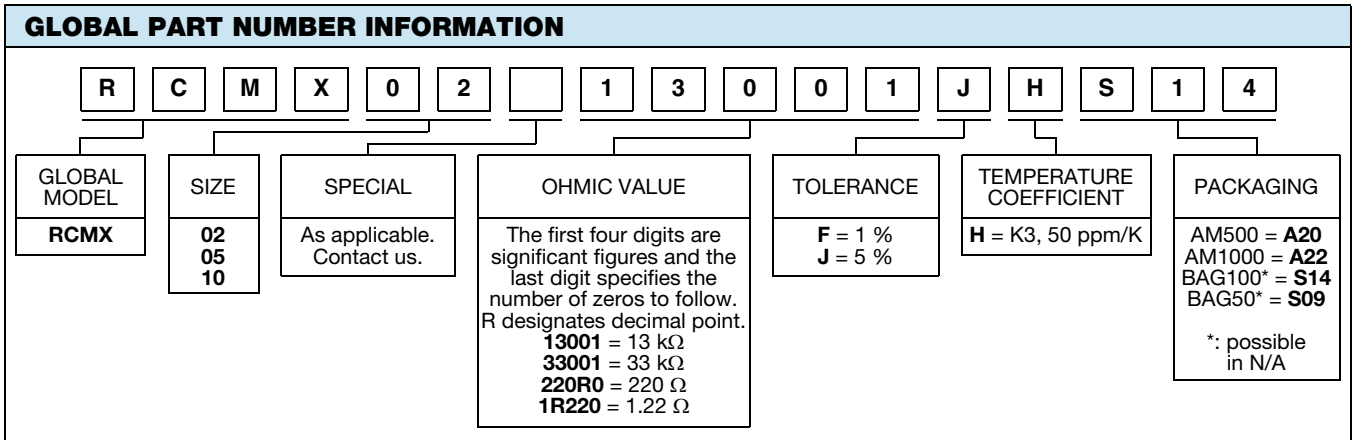 GLOBAL PART NUMBER INFORMATION
R C M X 0 2 1 3 0 0 1 J H S 1 4
GLOBAL
MODEL
RCMX
SIZE
02
05
10
SPECIAL
As applicable.
Contact us.
OHMIC VALUE
The first four digits are
significant figures and the
last digit specifies the
number of zeros to follow.
R designates decimal point.
13001 = 13 kΩ
33001 = 33 kΩ
220R0 = 220 Ω
1R220 = 1.22 Ω
TOLERANCE
F = 1 %
J = 5 %
TEMPERATURE
COEFFICIENT
H = K3, 50 ppm/K
PACKAGING
AM500 = A20
AM1000 = A22
BAG100* = S14
BAG50* = S09
*: possible
in N/A